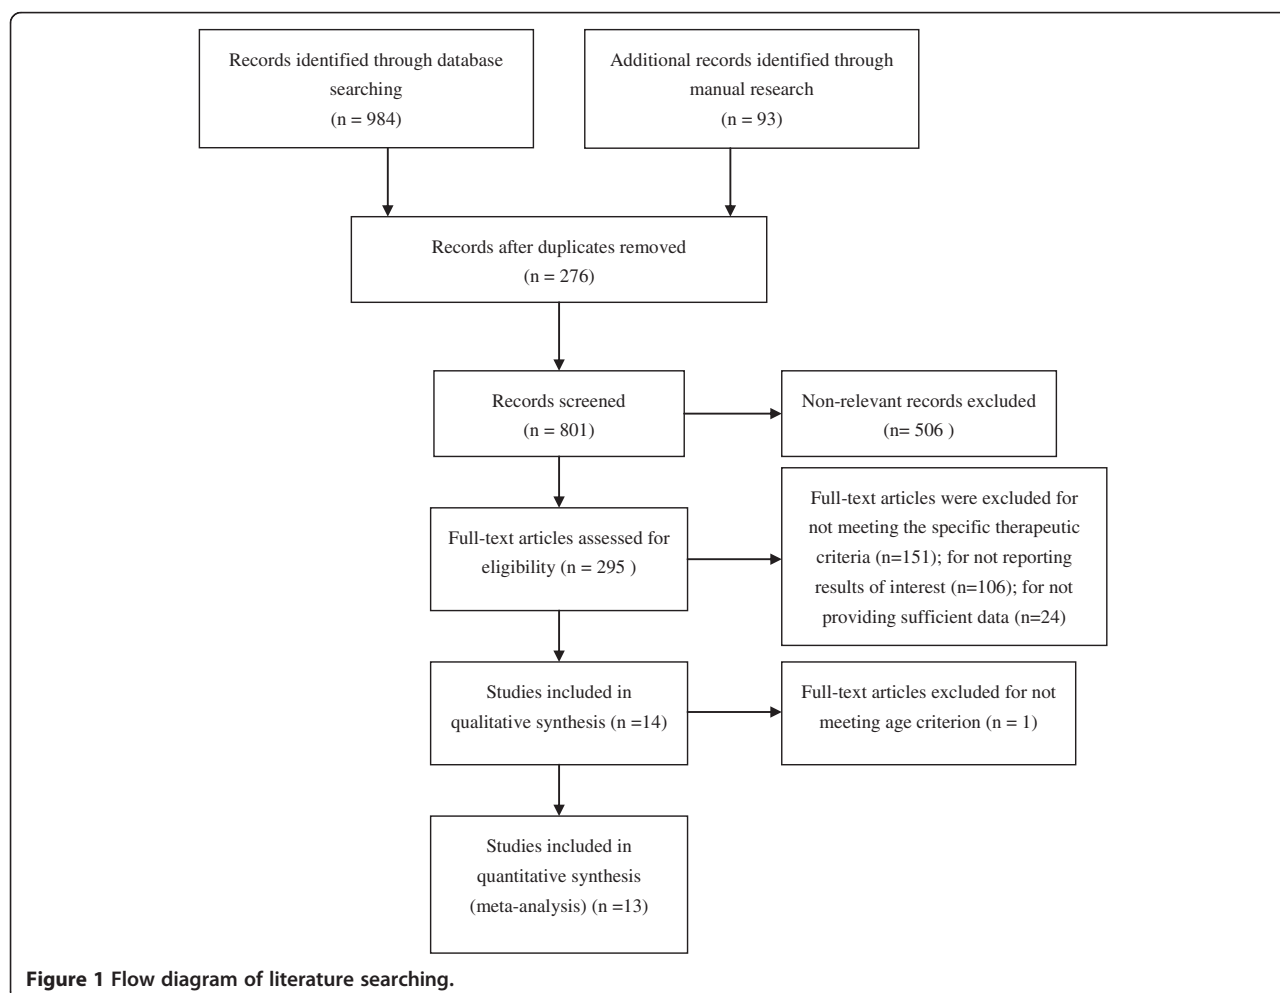 Records identified through database
searching
(n = 984)
Additional records identified through
manual research
(n = 93)
Records after duplicates removed
(n = 276)
Records screened
(n = 801)
Non-relevant records excluded
(n= 506 )
Full-text articles assessed for
eligibility (n = 295 )
Full-text articles were excluded for
not meeting the specific therapeutic
criteria (n=151); for not reporting
results of interest (n=106); for not
providing sufficient data (n=24)
Studies included in
qualitative synthesis (n =14)
Full-text articles excluded for not
meeting age criterion (n = 1)
Studies included in
quantitative synthesis
(meta-analysis) (n =13)
Figure 1 Flow diagram of literature searching.